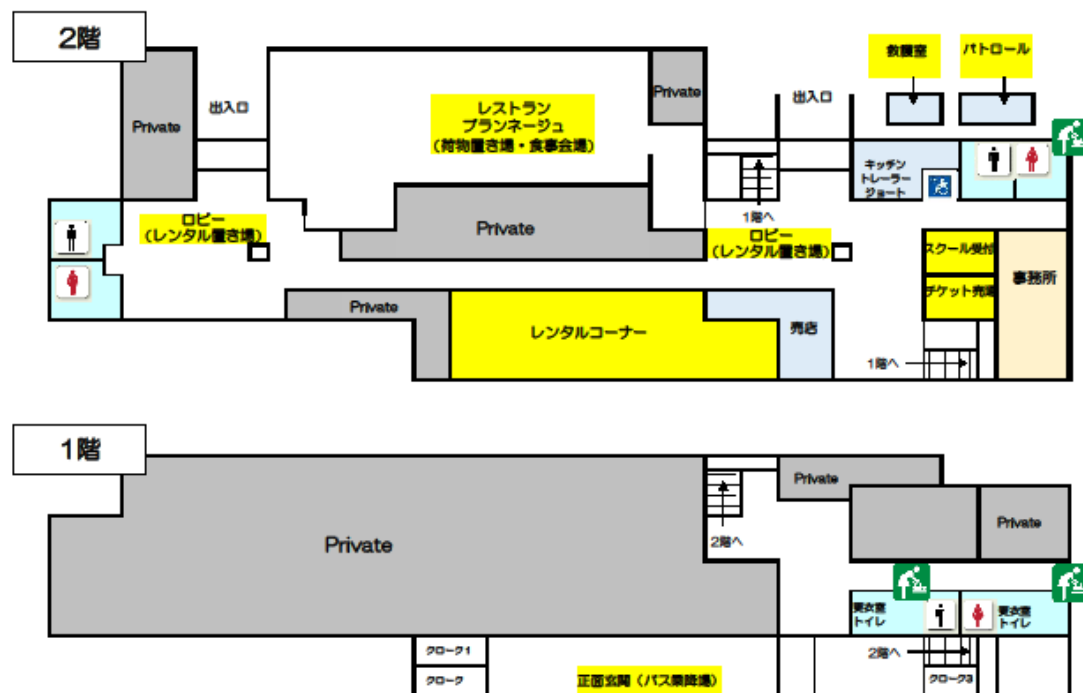 2階
救護室
パトロール
出入口
出入口
Private
Private
レストラン
プランネージュ
(荷物置き場・食事会場)
キッチン
トレーラー
ジョート
1階へ
ロビー
(レンタル置き場)
Private
ロビー
(レンタル置き場)
スクール受付
チケット売場
事務所
Private
レンタルコーナー
売店
1階へ
1階
Private
Private
2階へ
Private
更衣室
トイレ
更衣室
トイレ
2階へ
クローク1
クローク
正面玄関(バス乗降場)
クローク3